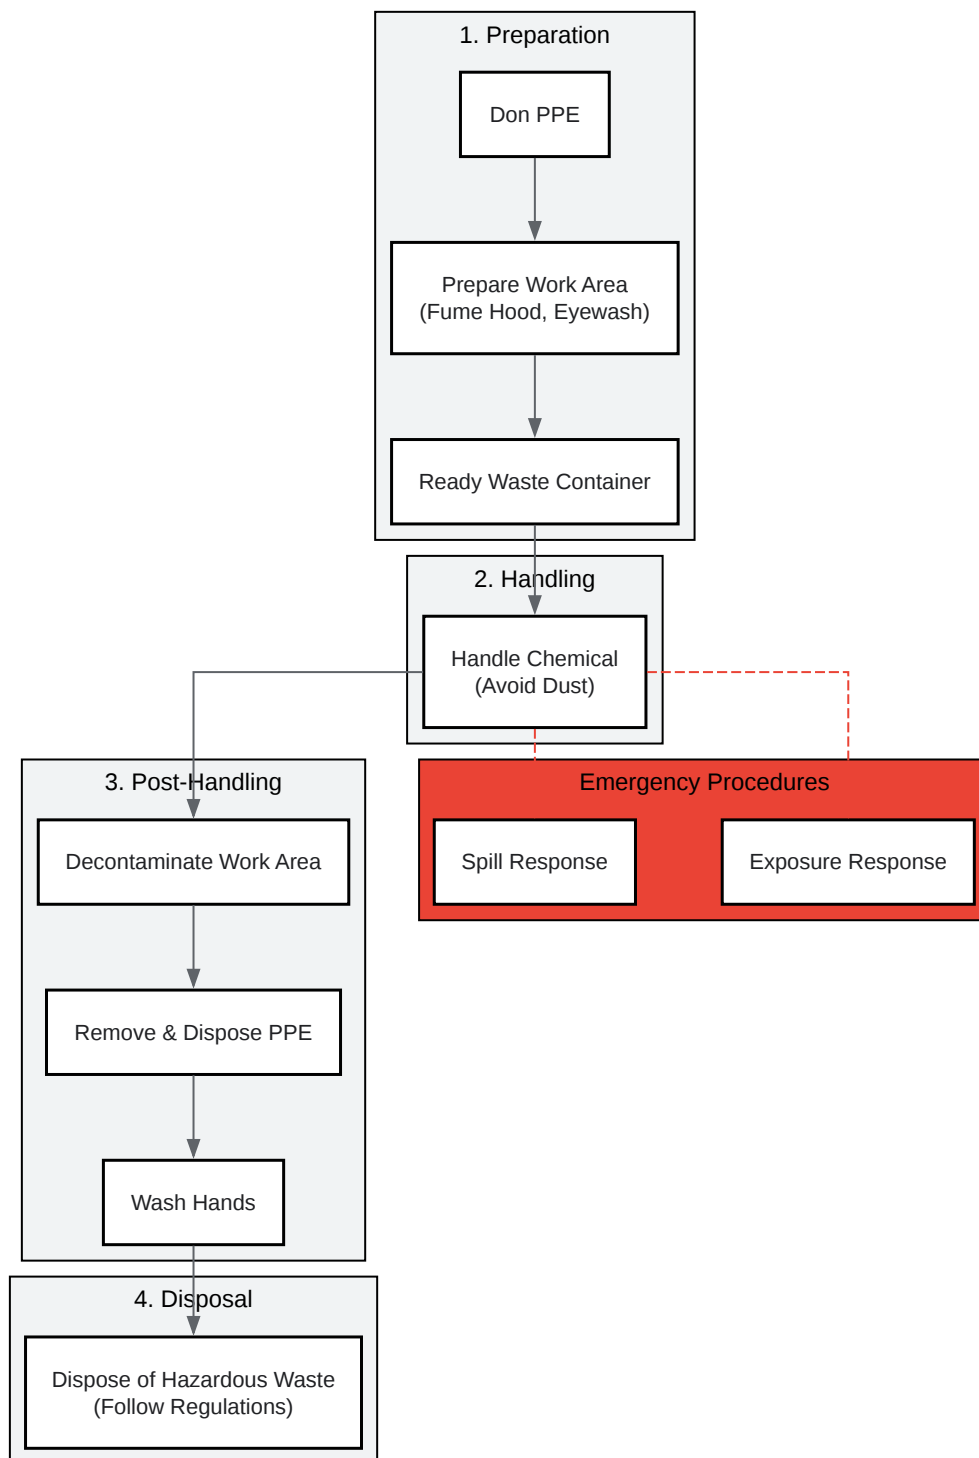 1. Preparation
Don PPE
Prepare Work Area
(Fume Hood, Eyewash)
Ready Waste Container
2. Handling
Handle Chemical
(Avoid Dust)
3. Post-Handling
Decontaminate Work Area
Remove & Dispose PPE
Wash Hands
Emergency Procedures
Spill Response
Exposure Response
4. Disposal
Dispose of Hazardous Waste
(Follow Regulations)